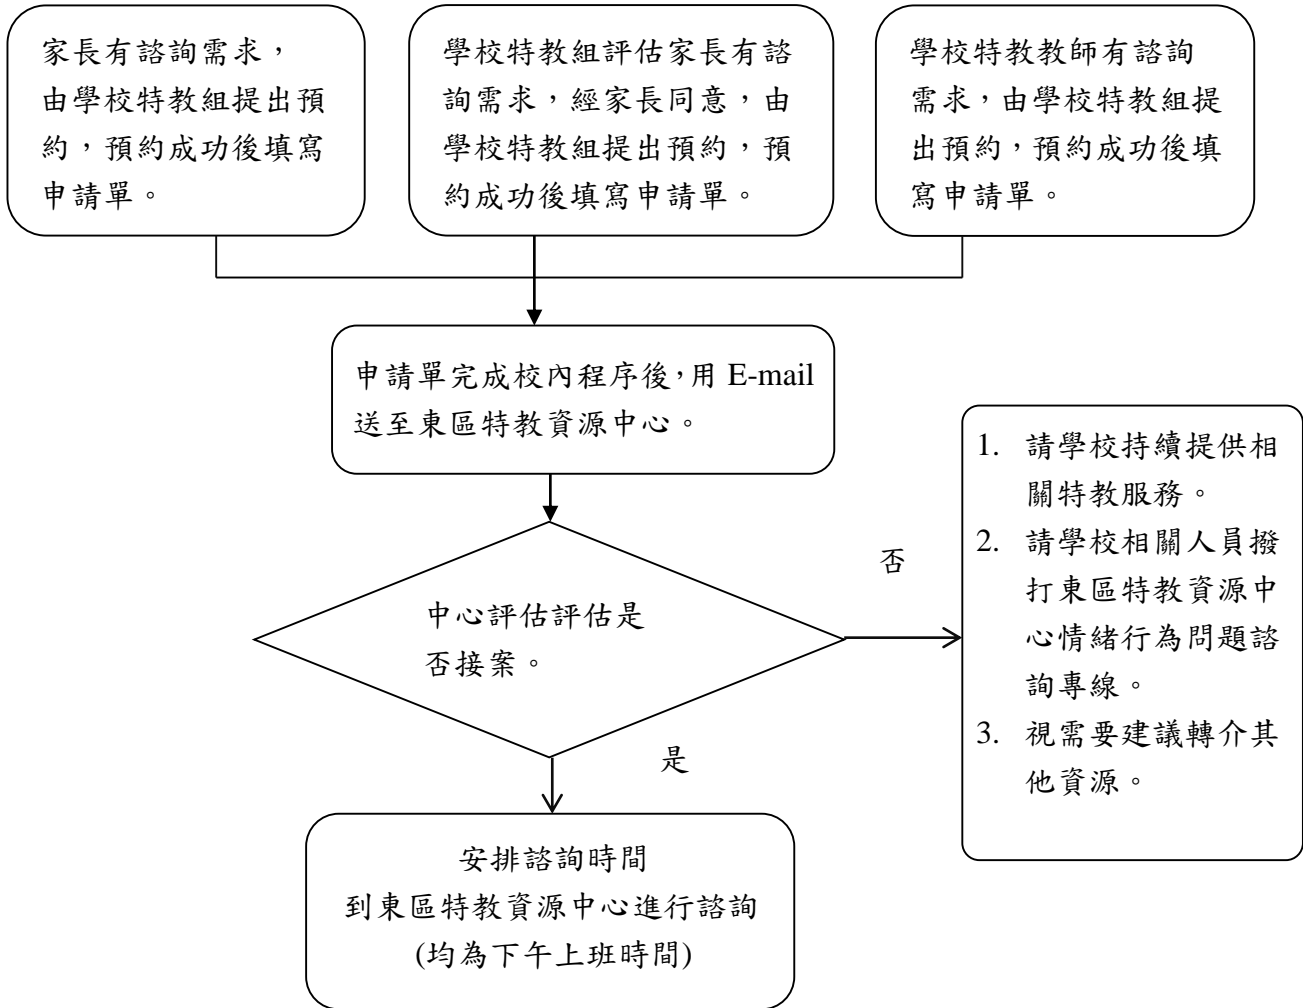 家長有諮詢需求，
由學校特教組提出預
約，預約成功後填寫
申請單。
學校特教組評估家長有諮
詢需求，經家長同意，由
學校特教組提出預約，預
約成功後填寫申請單。
學校特教教師有諮詢
需求，由學校特教組提
出預約，預約成功後填
寫申請單。
申請單完成校內程序後，用 E-mail
送至東區特教資源中心。
中心評估評估是
否接案。
否
1. 請學校持續提供相
關特教服務。
2. 請學校相關人員撥
打東區特教資源中
心情緒行為問題諮
詢專線。
3. 視需要建議轉介其
他資源。
是
安排諮詢時間
到東區特教資源中心進行諮詢
(均為下午上班時間)